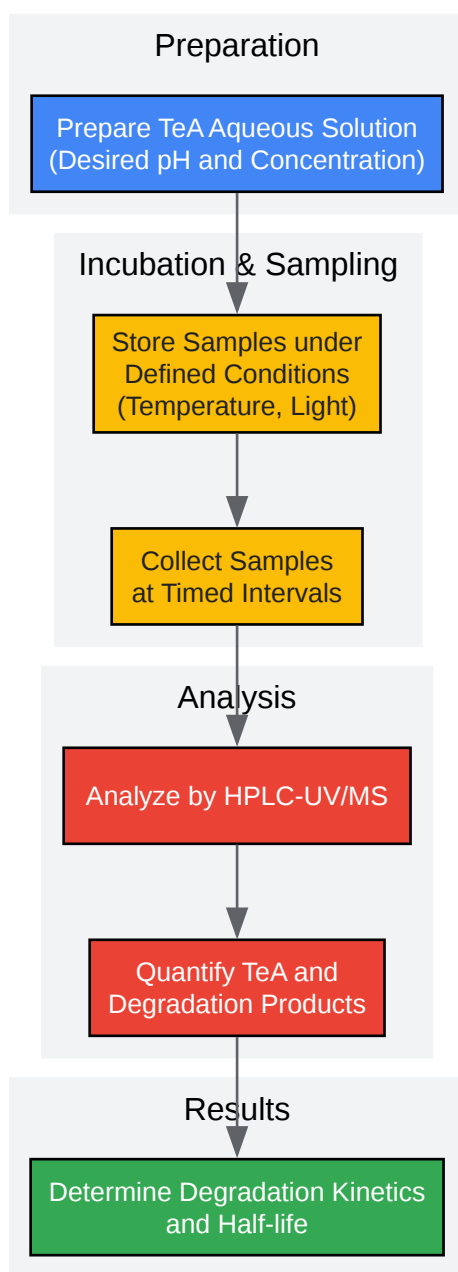 Preparation
Prepare TeA Aqueous Solution
(Desired pH and Concentration)
Incubation & Sampling
Store Samples under
Defined Conditions
(Temperature, Light)
Collect Samples
at Timed Intervals
Analysis
Analyze by HPLC-UV/MS
Quantify TeA and
Degradation Products
Results
Determine Degradation Kinetics
and Half-life